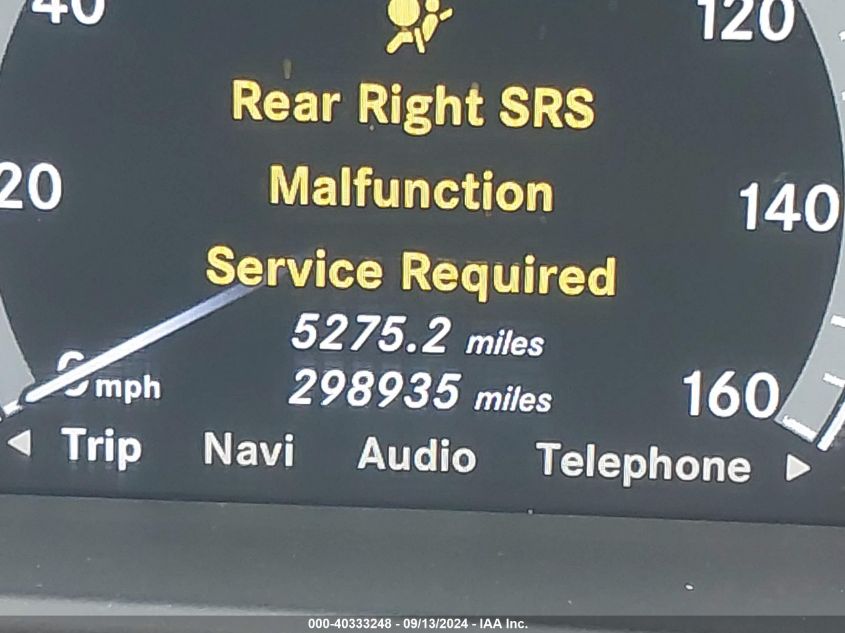 40
120
Rear Right SRS
20
Malfunction
140
Service Required
5275.2 miles
0 mph
298935 miles
160
Trip Navi Audio Telephone
000-40333248 - 09/13/2024 - IAA Inc.